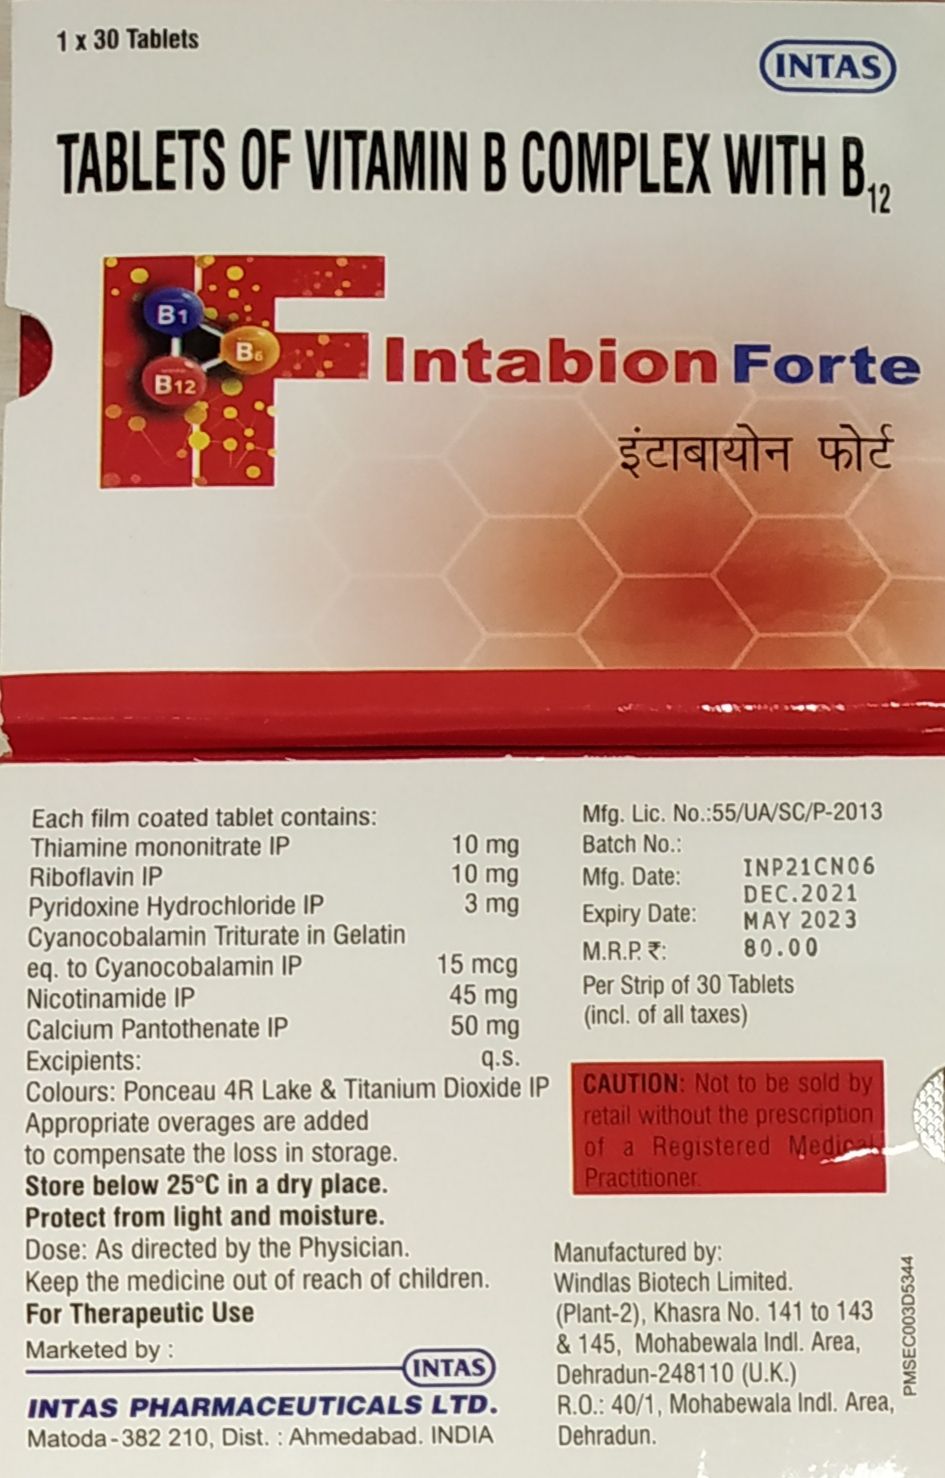 1 x 30 Tablets
INTAS
TABLETS OF VITAMIN B COMPLEX WITH B12
B1
B6
B12
Intabion Forte
इंटाबायोन फोर्ट
Each film coated tablet contains:
Thiamine mononitrate IP 10 mg
Riboflavin IP 10 mg
Pyridoxine Hydrochloride IP 3 mg
Cyanocobalamin Triturate in Gelatin
eq. to Cyanocobalamin IP 15 mcg
Nicotinamide IP 45 mg
Calcium Pantothenate IP 50 mg
Excipients: q.s.
Colours: Ponceau 4R Lake & Titanium Dioxide IP
Appropriate overages are added
to compensate the loss in storage.
Store below 25°C in a dry place.
Protect from light and moisture.
Dose: As directed by the Physician.
Keep the medicine out of reach of children.
For Therapeutic Use
Marketed by :
INTAS
INTAS PHARMACEUTICALS LTD.
Matoda-382 210, Dist. : Ahmedabad. INDIA
Mfg. Lic. No.:55/UA/SC/P-2013
Batch No.: INP21CN06
Mfg. Date: DEC.2021
Expiry Date: MAY 2023
M.R.P. ₹: 80.00
Per Strip of 30 Tablets
(incl. of all taxes)
CAUTION: Not to be sold by
retail without the prescription
of a Registered Medical
Practitioner.
Manufactured by:
Windlas Biotech Limited.
(Plant-2), Khasra No. 141 to 143
& 145, Mohabewala Indl. Area,
Dehradun-248110 (U.K.)
R.O.: 40/1, Mohabewala Indl. Area,
Dehradun.
PMSEC003D5344